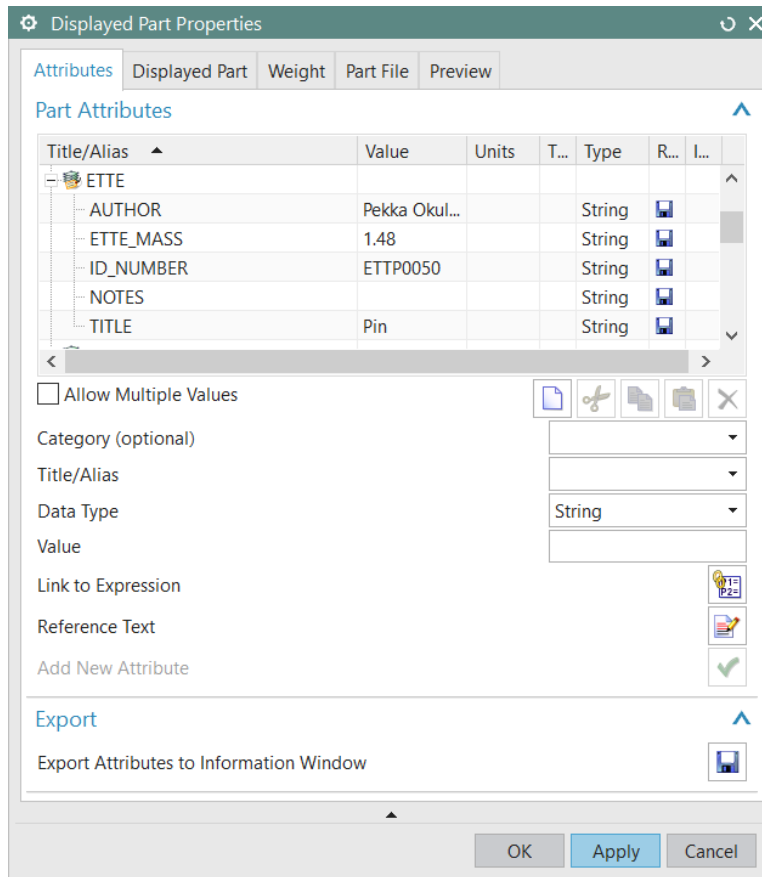 Displayed Part Properties
Attributes Displayed Part Weight Part File Preview
Part Attributes
Title/Alias Value Units T... Type R... I...
ETTE
AUTHOR Pekka Okul... String
ETTE_MASS 1.48 String
ID_NUMBER ETTP0050 String
NOTES String
TITLE Pin String
Allow Multiple Values
Category (optional)
Title/Alias
Data Type String
Value
Link to Expression P1= P2=
Reference Text
Add New Attribute
Export
Export Attributes to Information Window
OK Apply Cancel